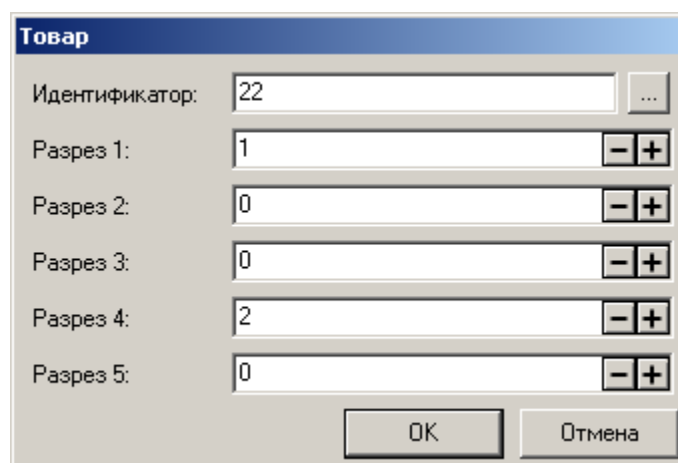 Товар
Идентификатор: 22 ...
Разрез 1: 1 − +
Разрез 2: 0 − +
Разрез 3: 0 − +
Разрез 4: 2 − +
Разрез 5: 0 − +
OK Отмена